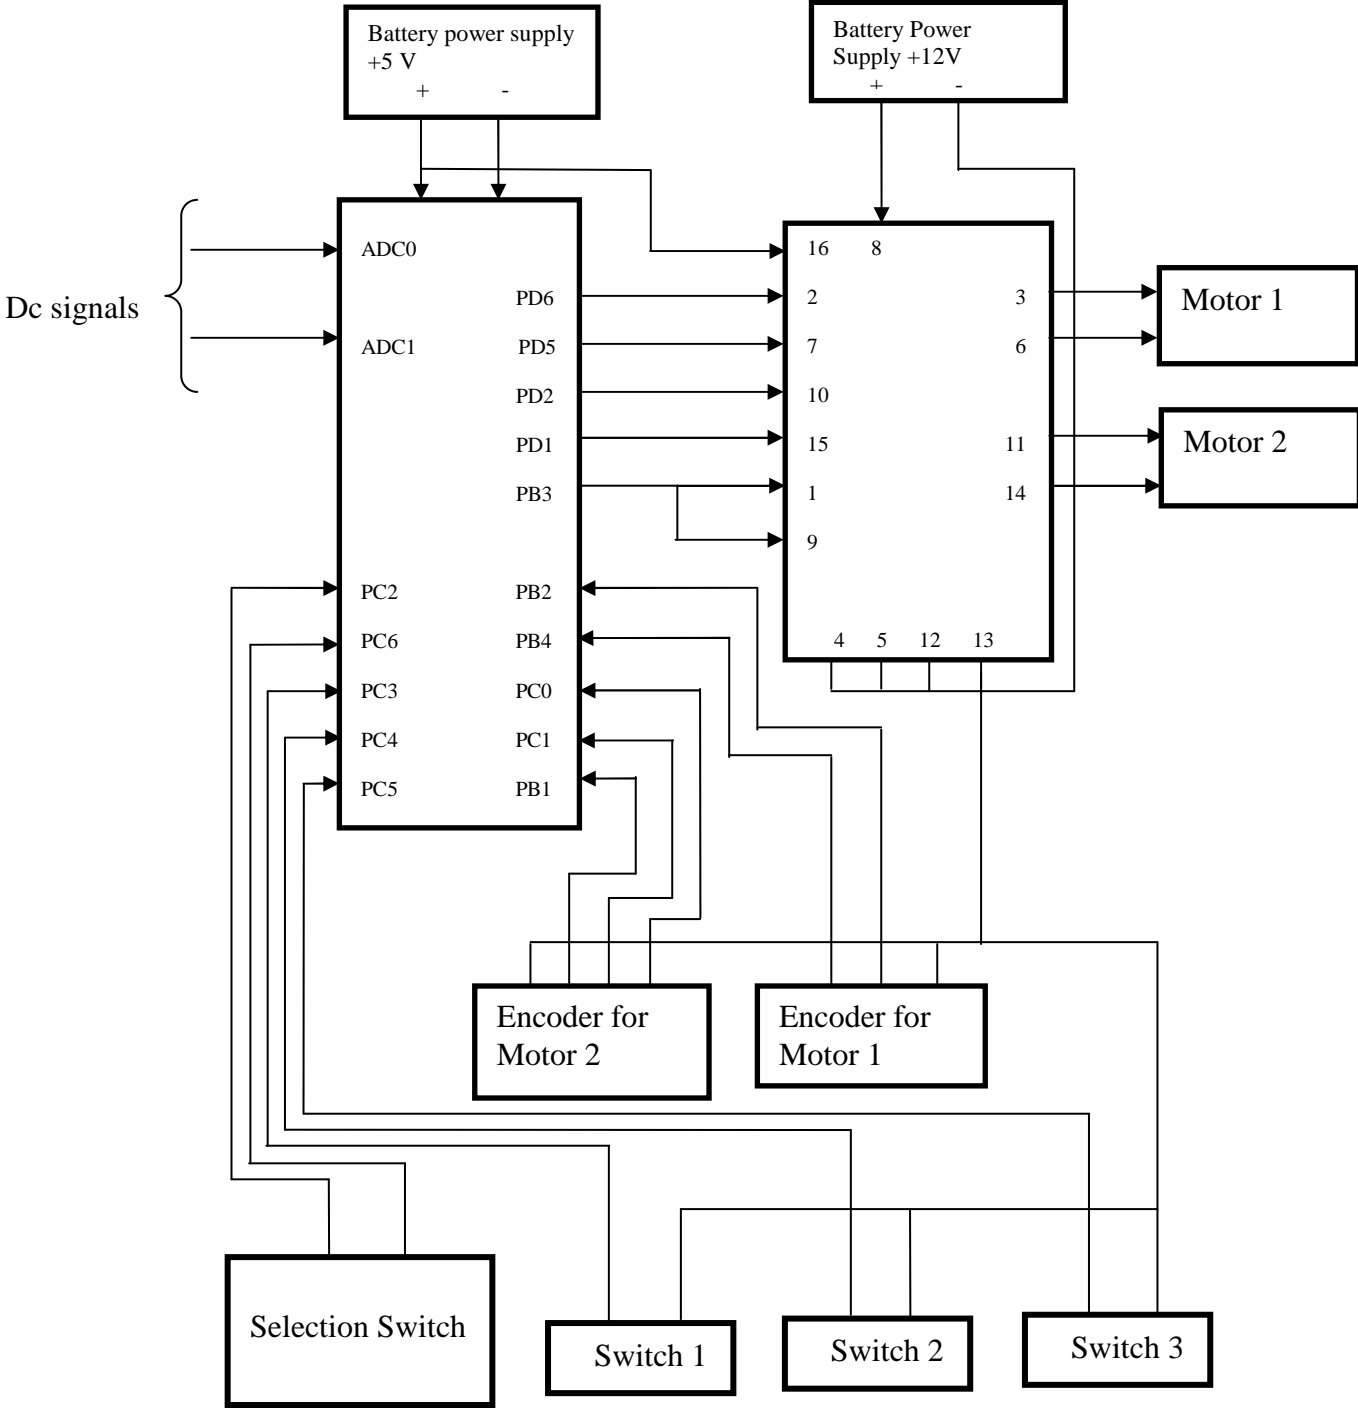 Battery power supply
+5 V
+ -
Battery Power
Supply +12V
+ -
Dc signals
ADC0
ADC1
PD6
PD5
PD2
PD1
PB3
PC2
PC6
PC3
PC4
PC5
PB2
PB4
PC0
PC1
PB1
16 8
2
7
10
15
1
9
3
6
11
14
4 5 12 13
Motor 1
Motor 2
Encoder for
Motor 2
Encoder for
Motor 1
Selection Switch
Switch 1
Switch 2
Switch 3